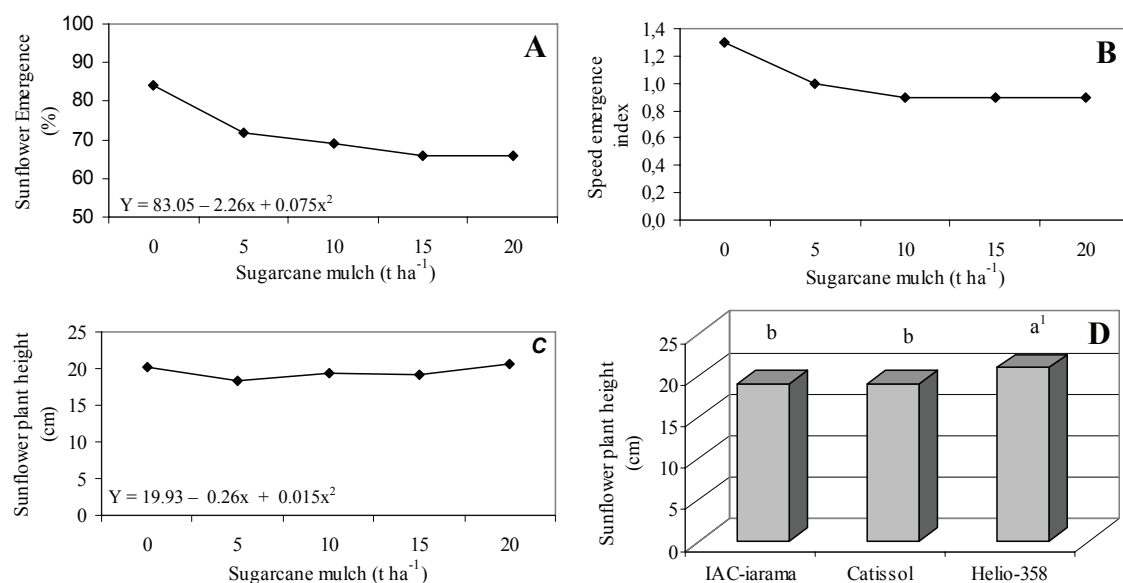 A
Sunflower Emergence
(%)
100
90
80
70
60
50
Y = 83.05 – 2.26x + 0.075x²
0 5 10 15 20
Sugarcane mulch (t ha⁻¹)
B
Speed emergence
index
1,4
1,2
1,0
0,8
0,6
0,4
0,2
0,0
0 5 10 15 20
Sugarcane mulch (t ha⁻¹)
C
Sunflower plant height
(cm)
25
20
15
10
5
0
Y = 19.93 – 0.26x + 0.015x²
0 5 10 15 20
Sugarcane mulch (t ha⁻¹)
D
Sunflower plant height
(cm)
25
20
15
10
5
0
b b a¹
IAC-iarama Catissol Helio-358